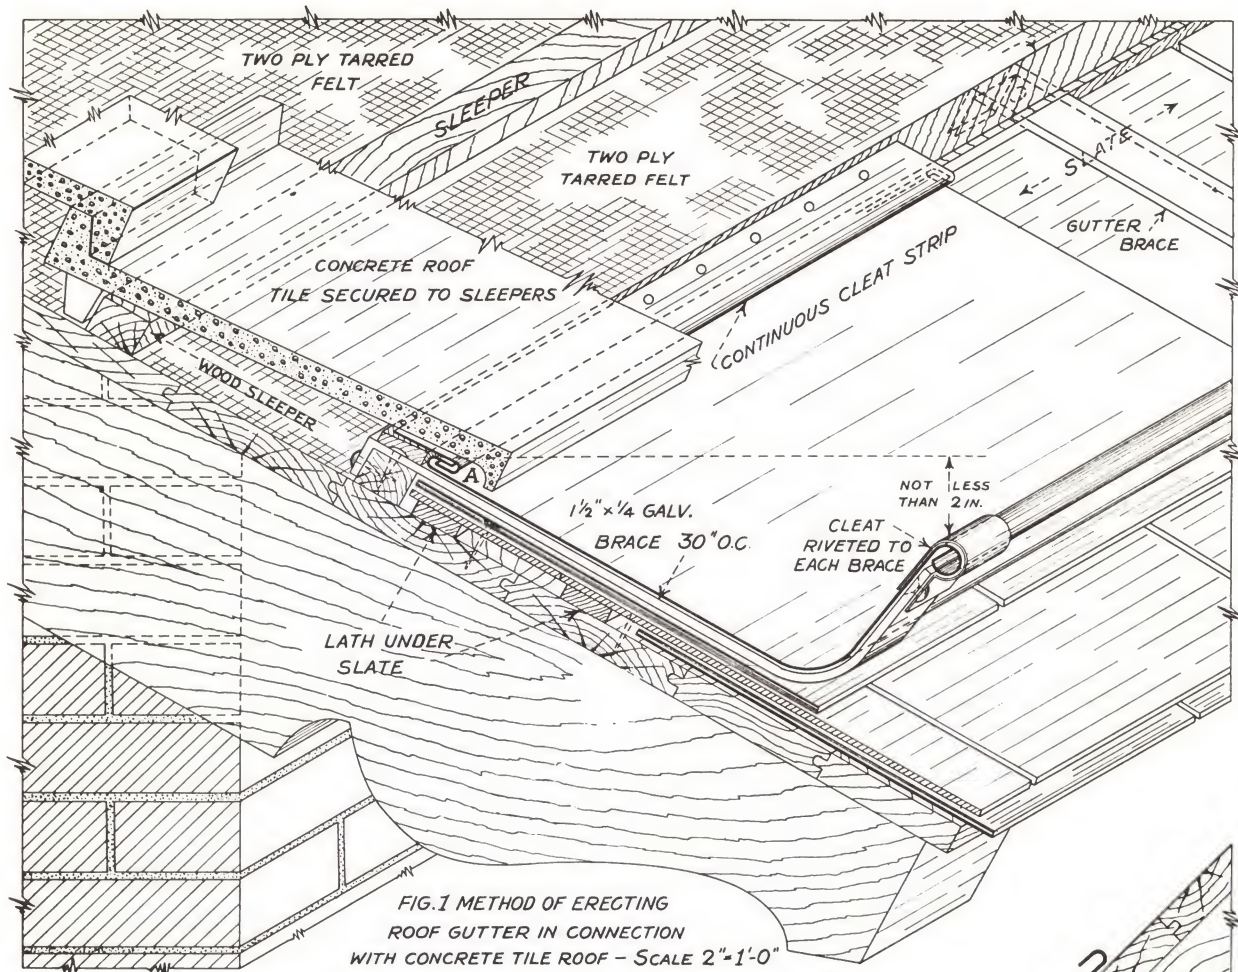 TWO PLY TARRED
FELT
SLEEPER
TWO PLY
TARRED FELT
SLATE
GUTTER
BRACE
CONCRETE ROOF
TILE SECURED TO SLEEPERS
CONTINUOUS CLEAT STRIP
WOOD SLEEPER
A
NOT LESS
THAN 2 IN.
1½" x ¼ GALV.
BRACE 30" O.C.
CLEAT
RIVETED TO
EACH BRACE
LATH UNDER
SLATE
FIG. 1 METHOD OF ERECTING
ROOF GUTTER IN CONNECTION
WITH CONCRETE TILE ROOF – SCALE 2"=1'-0"